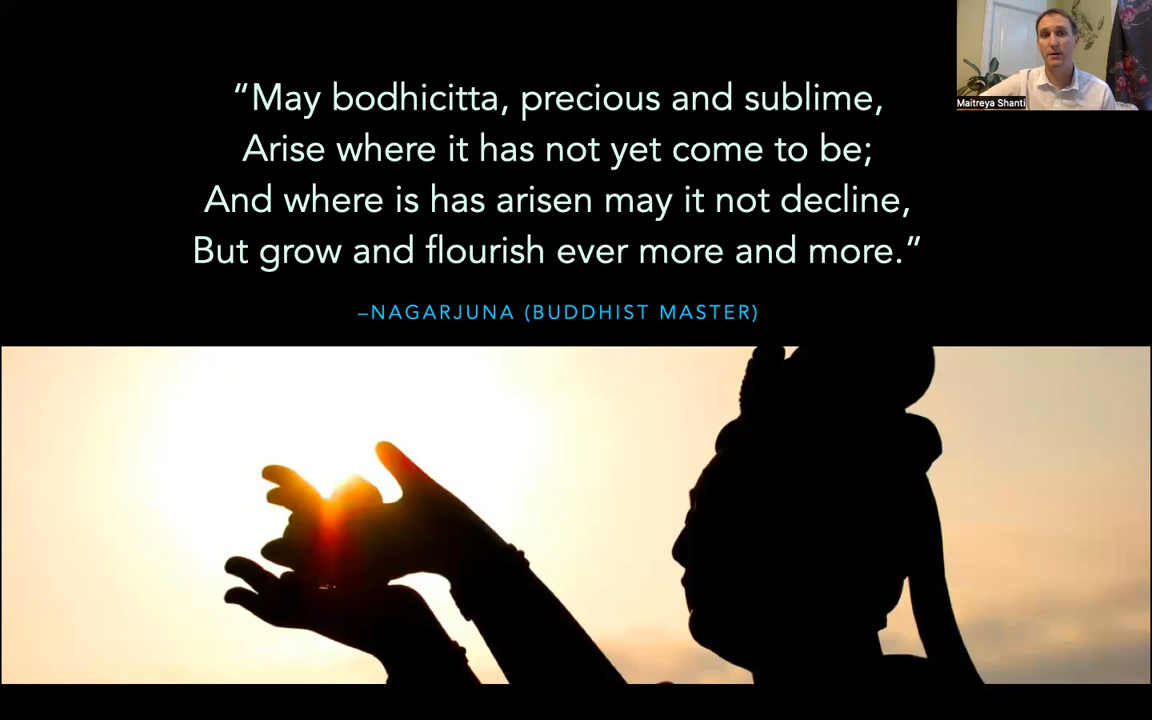 “May bodhicitta, precious and sublime,
Arise where it has not yet come to be;
And where is has arisen may it not decline,
But grow and flourish ever more and more.”
–NAGARJUNA (BUDDHIST MASTER)
Maitreya Shanti